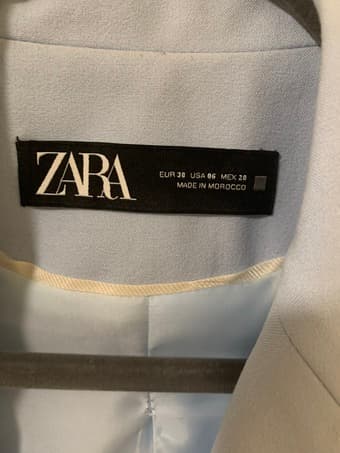 ZARA
EUR 38 USA 06 MEX 28
MADE IN MOROCCO